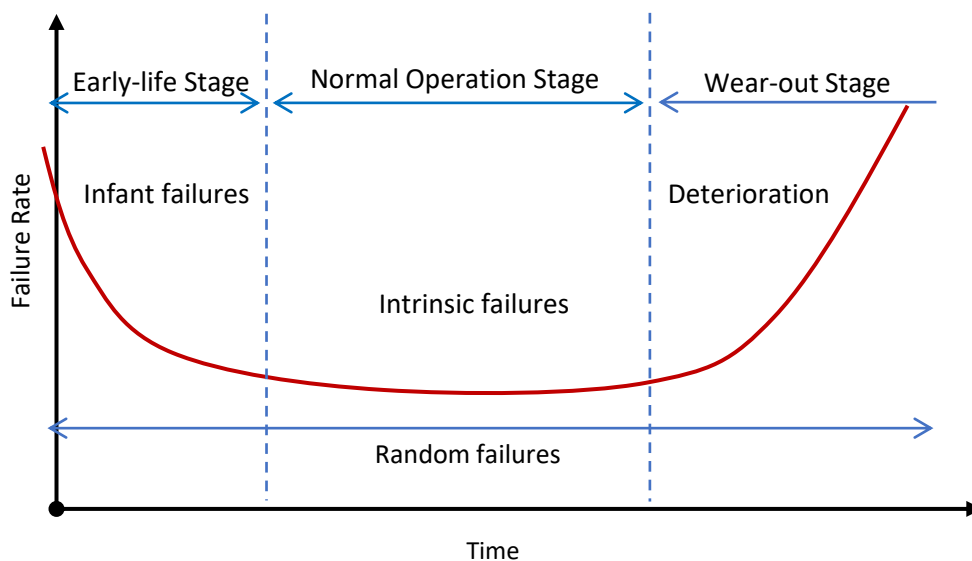 Early-life Stage
Normal Operation Stage
Wear-out Stage
Infant failures
Deterioration
Failure Rate
Intrinsic failures
Random failures
Time